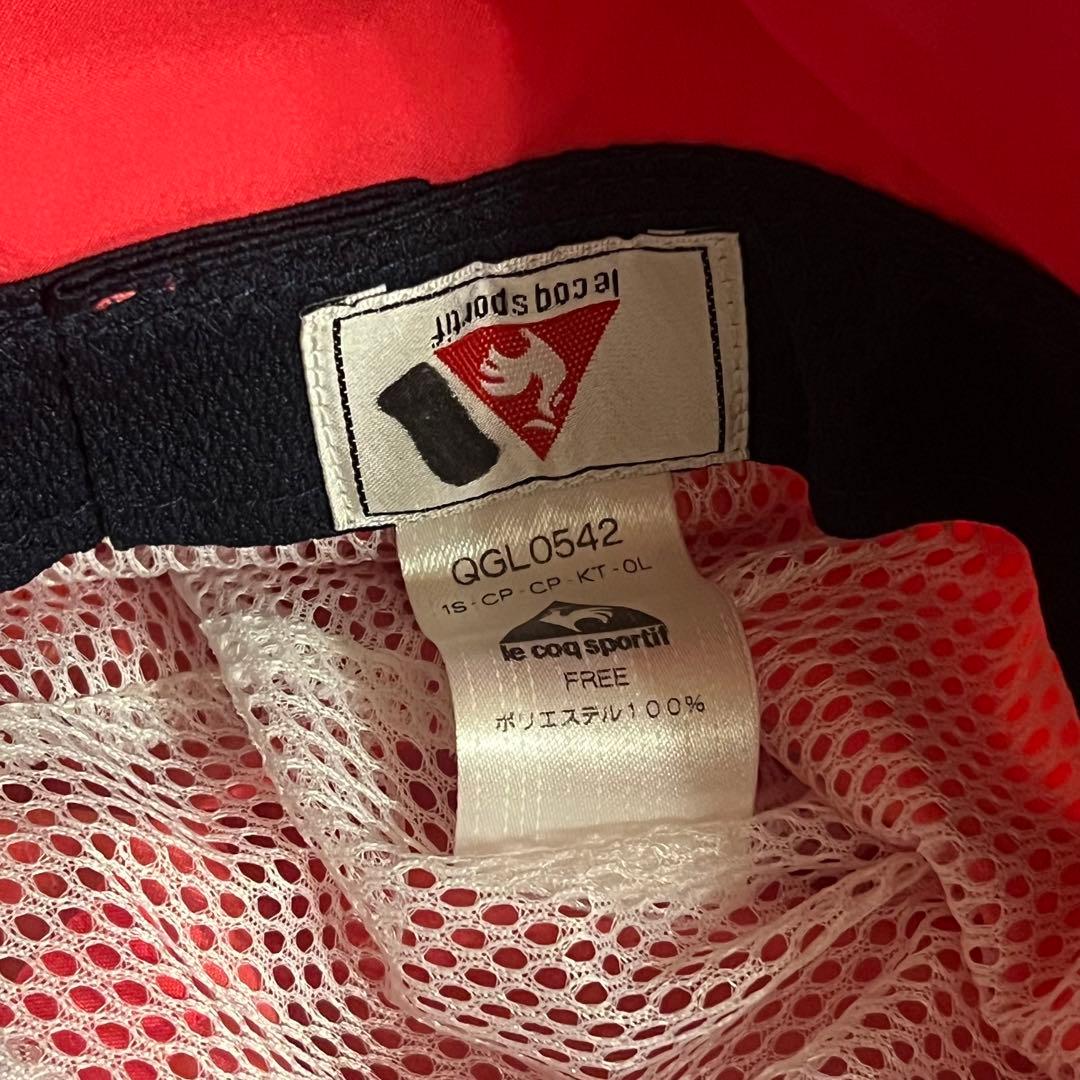 le coq sportif
QGL0542
1S-CP-CP-KT-OL
le coq sportif
FREE
ポリエステル100%